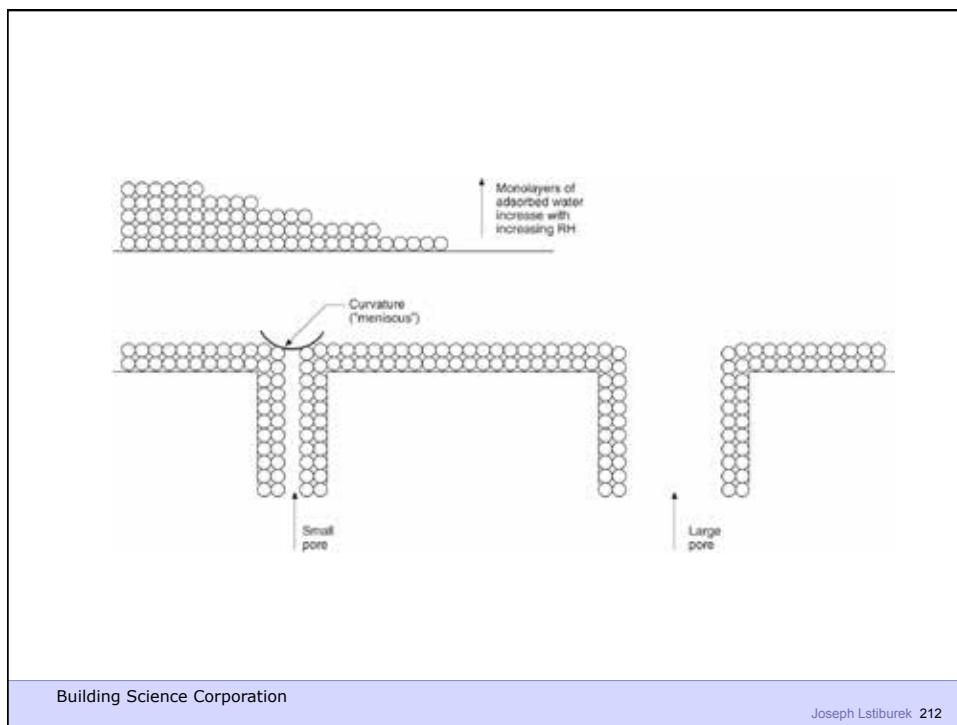 Monolayers of
adsorbed water
increase with
increasing RH
Curvature
("menisous")
Small
pore
Large
pore
Building Science Corporation
Joseph Lstiburek 212